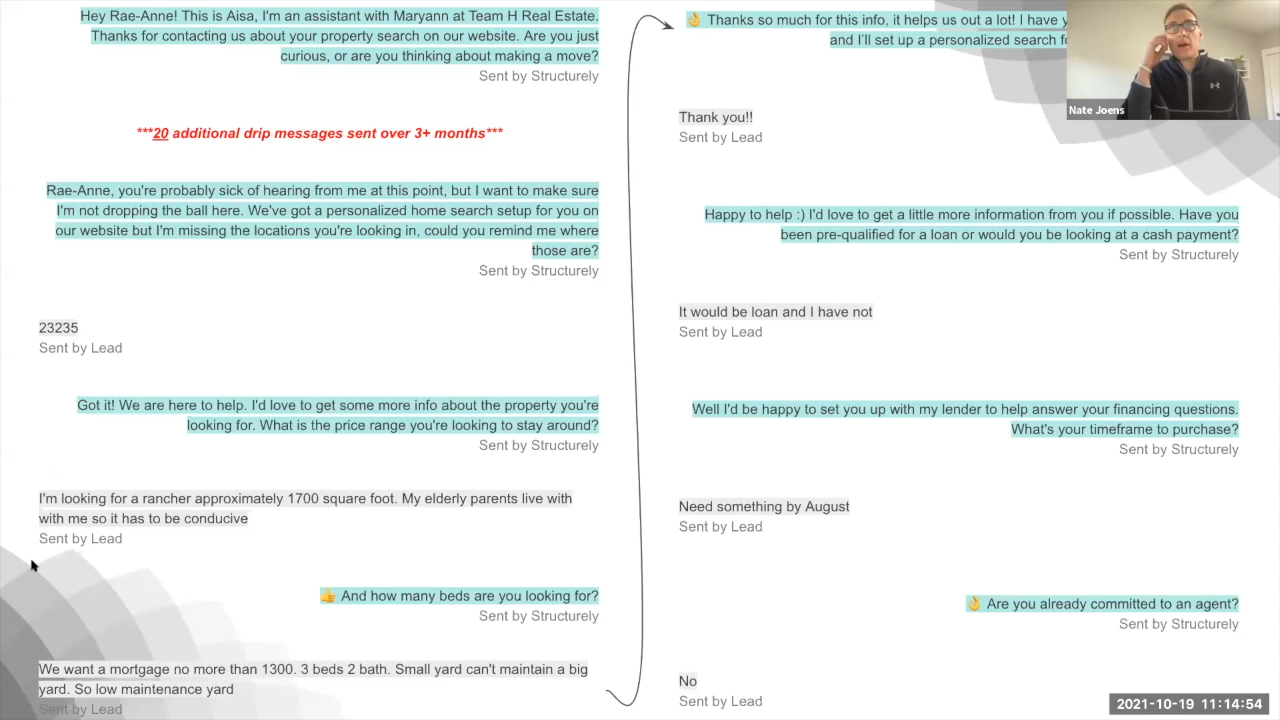 Hey Rae-Anne! This is Aisa, I'm an assistant with Maryann at Team H Real Estate.
Thanks for contacting us about your property search on our website. Are you just
curious, or are you thinking about making a move?
Sent by Structurely
***20 additional drip messages sent over 3+ months***
Rae-Anne, you're probably sick of hearing from me at this point, but I want to make sure
I'm not dropping the ball here. We've got a personalized home search setup for you on
our website but I'm missing the locations you're looking in, could you remind me where
those are?
Sent by Structurely
23235
Sent by Lead
Got it! We are here to help. I'd love to get some more info about the property you're
looking for. What is the price range you're looking to stay around?
Sent by Structurely
I'm looking for a rancher approximately 1700 square foot. My elderly parents live with
with me so it has to be conducive
Sent by Lead
👍 And how many beds are you looking for?
Sent by Structurely
We want a mortgage no more than 1300. 3 beds 2 bath. Small yard can't maintain a big
yard. So low maintenance yard
Sent by Lead
👌 Thanks so much for this info, it helps us out a lot! I have
and I'll set up a personalized search
Thank you!!
Sent by Lead
Happy to help :) I'd love to get a little more information from you if possible. Have you
been pre-qualified for a loan or would you be looking at a cash payment?
Sent by Structurely
It would be loan and I have not
Sent by Lead
Well I'd be happy to set you up with my lender to help answer your financing questions.
What's your timeframe to purchase?
Sent by Structurely
Need something by August
Sent by Lead
👌 Are you already committed to an agent?
Sent by Structurely
No
Sent by Lead
Nate Joens
2021-10-19 11:14:54